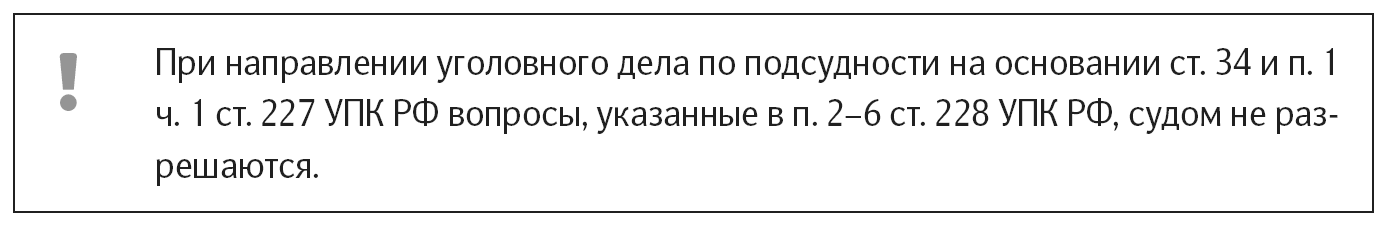 При направлении уголовного дела по подсудности на основании ст. 34 и п. 1
ч. 1 ст. 227 УПК РФ вопросы, указанные в п. 2–6 ст. 228 УПК РФ, судом не раз-
решаются.